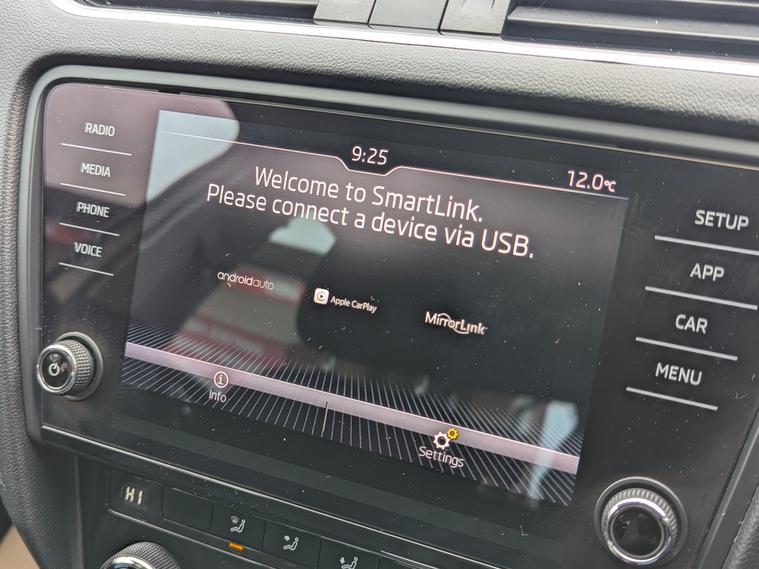 RADIO
MEDIA
PHONE
VOICE
9:25
12.0°C
Welcome to SmartLink.
Please connect a device via USB.
androidauto
Apple CarPlay
MirrorLink
Info
Settings
SETUP
APP
CAR
MENU